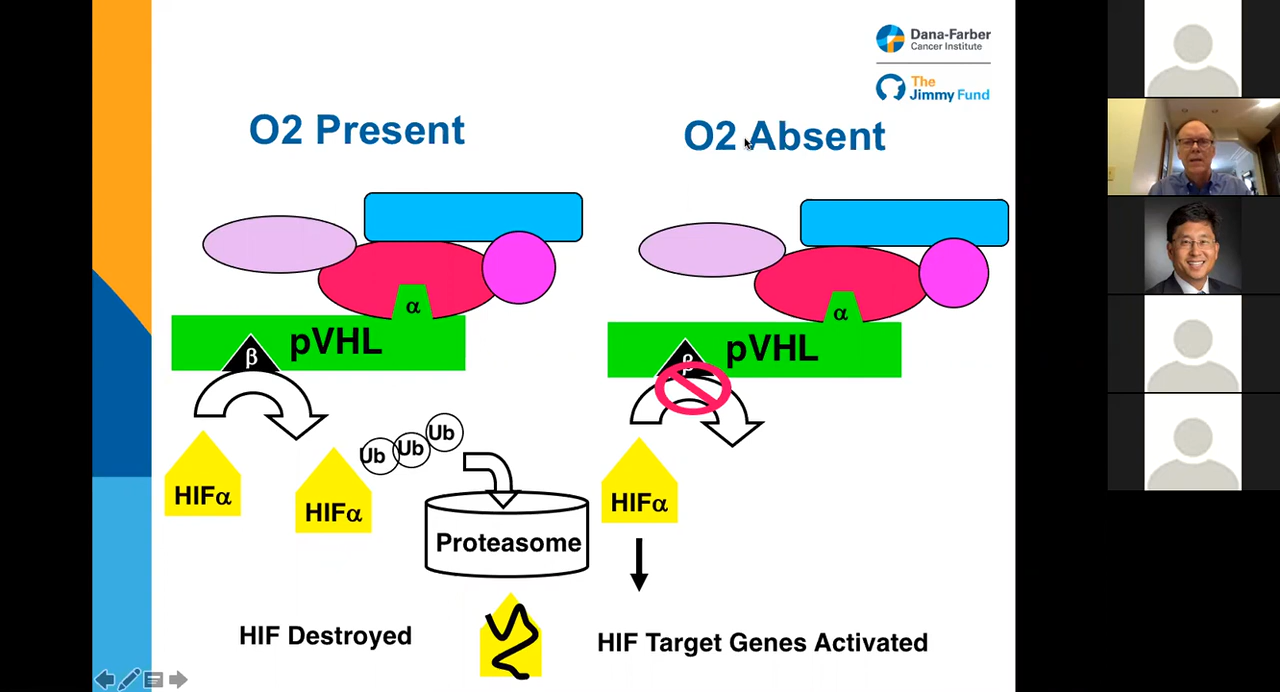 Dana-Farber
Cancer Institute
The
Jimmy Fund
O2 Present
O2 Absent
α
pVHL
β
α
pVHL
β
Ub
Ub
Ub
HIFα
HIFα
Proteasome
HIFα
HIF Destroyed
HIF Target Genes Activated